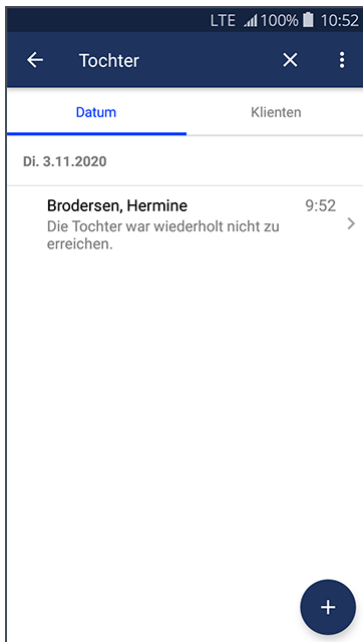 LTE 100% 10:52
Tochter
Datum Klienten
Di. 3.11.2020
Brodersen, Hermine 9:52
Die Tochter war wiederholt nicht zu
erreichen.
+